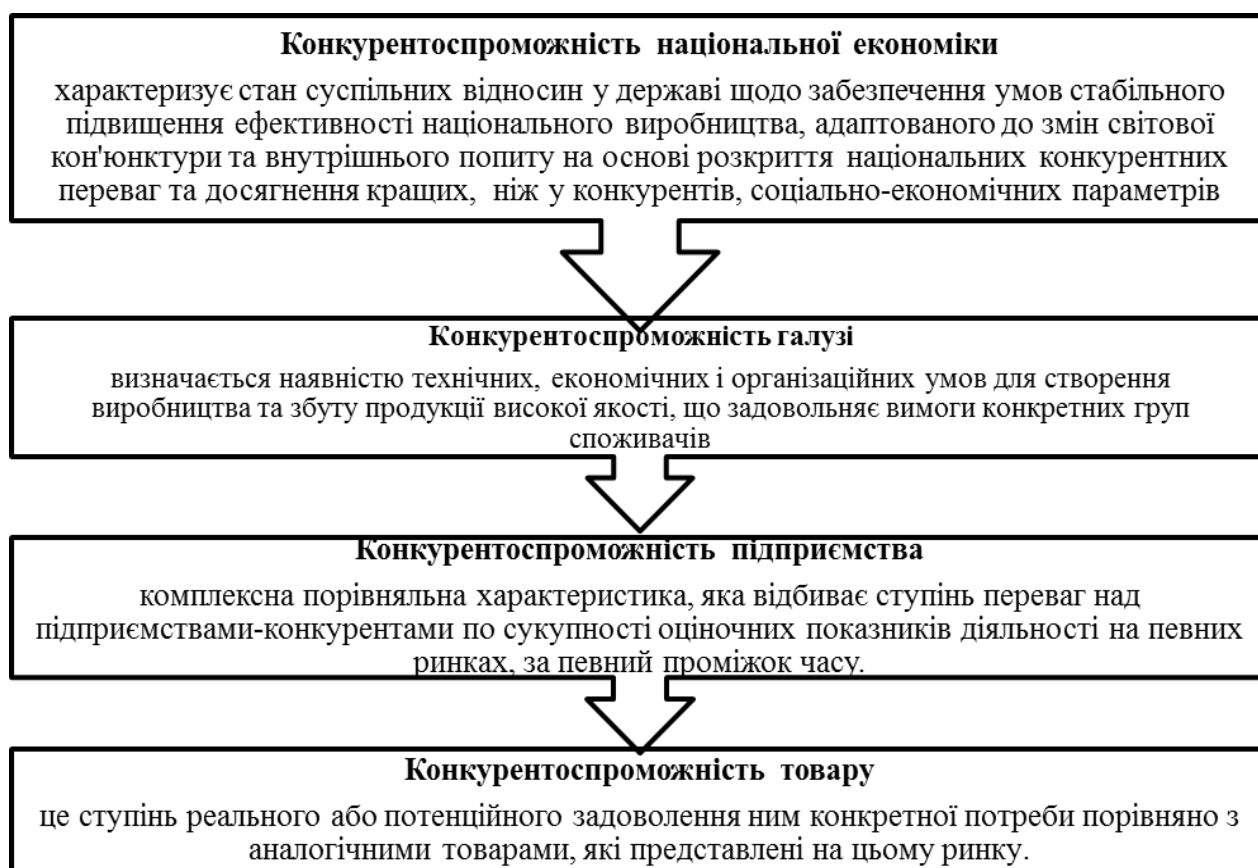 Конкурентоспроможність національної економіки
характеризує стан суспільних відносин у державі щодо забезпечення умов стабільного
підвищення ефективності національного виробництва, адаптованого до змін світової
кон'юнктури та внутрішнього попиту на основі розкриття національних конкурентних
переваг та досягнення кращих, ніж у конкурентів, соціально-економічних параметрів
Конкурентоспроможність галузі
визначається наявністю технічних, економічних і організаційних умов для створення
виробництва та збуту продукції високої якості, що задовольняє вимоги конкретних груп
споживачів
Конкурентоспроможність підприємства
комплексна порівняльна характеристика, яка відбиває ступінь переваг над
підприємствами-конкурентами по сукупності оціночних показників діяльності на певних
ринках, за певний проміжок часу.
Конкурентоспроможність товару
це ступінь реального або потенційного задоволення ним конкретної потреби порівняно з
аналогічними товарами, які представлені на цьому ринку.